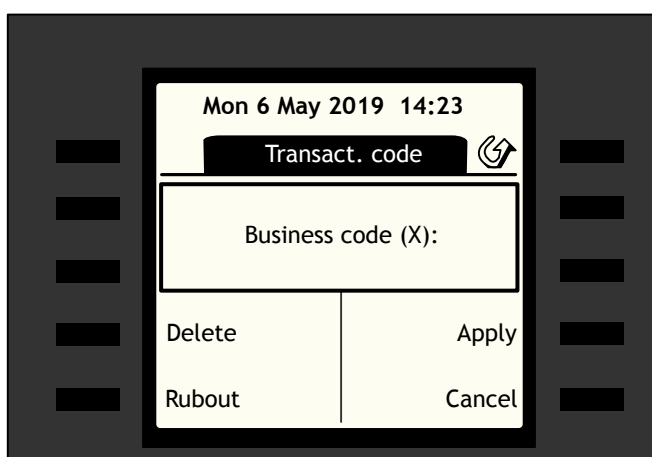 Mon 6 May 2019 14:23
Transact. code
Business code (X):
Delete Apply
Rubout Cancel